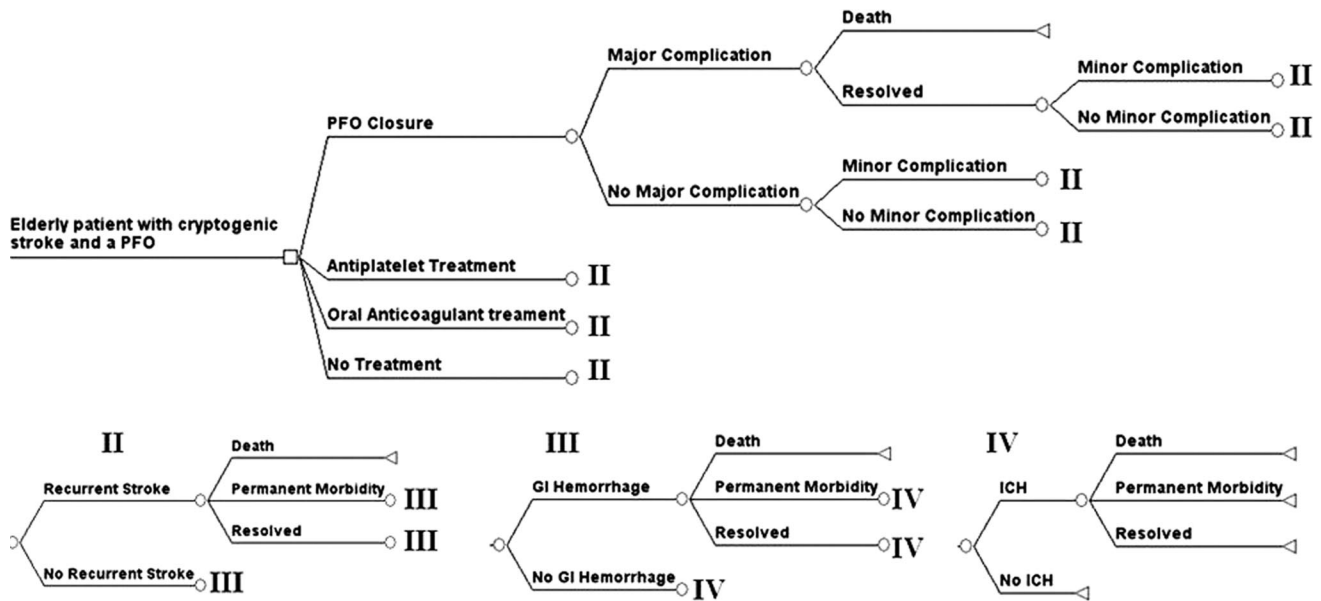 Death
Major Complication
Minor Complication II
Resolved
No Minor Complication II
PFO Closure
Minor Complication II
No Major Complication
No Minor Complication II
Elderly patient with cryptogenic
stroke and a PFO
Antiplatelet Treatment II
Oral Anticoagulant treament II
No Treatment II
II
Death
Recurrent Stroke
Permanent Morbidity III
Resolved III
No Recurrent Stroke III
III
Death
GI Hemorrhage
Permanent Morbidity IV
Resolved IV
No GI Hemorrhage IV
IV
Death
ICH
Permanent Morbidity
Resolved
No ICH